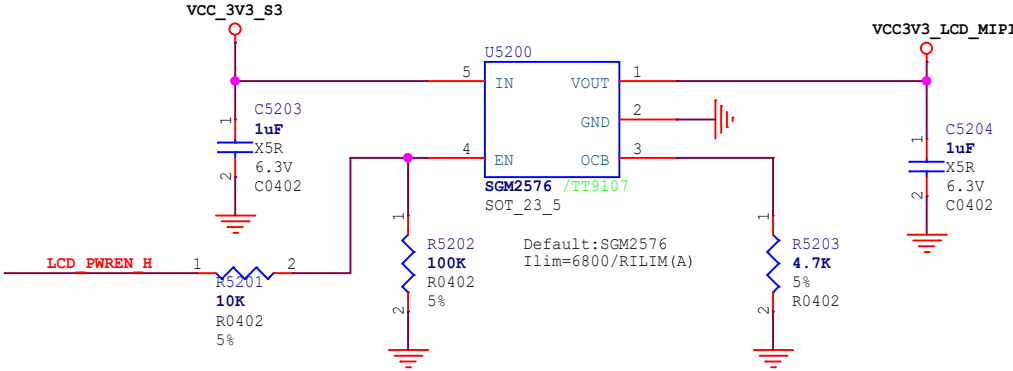 VCC_3V3_S3
VCC3V3_LCD_MIPI
U5200
5
IN
VOUT
1
GND
2
4
EN
OCB
3
SGM2576 /TT9107
SOT_23_5
C5203
1
1uF
X5R
6.3V
2
C0402
C5204
1
1uF
X5R
6.3V
2
C0402
LCD_PWREN_H
1
2
R5201
10K
R0402
5%
1
R5202
100K
R0402
5%
2
Default:SGM2576
Ilim=6800/RILIM(A)
1
R5203
4.7K
5%
R0402
2